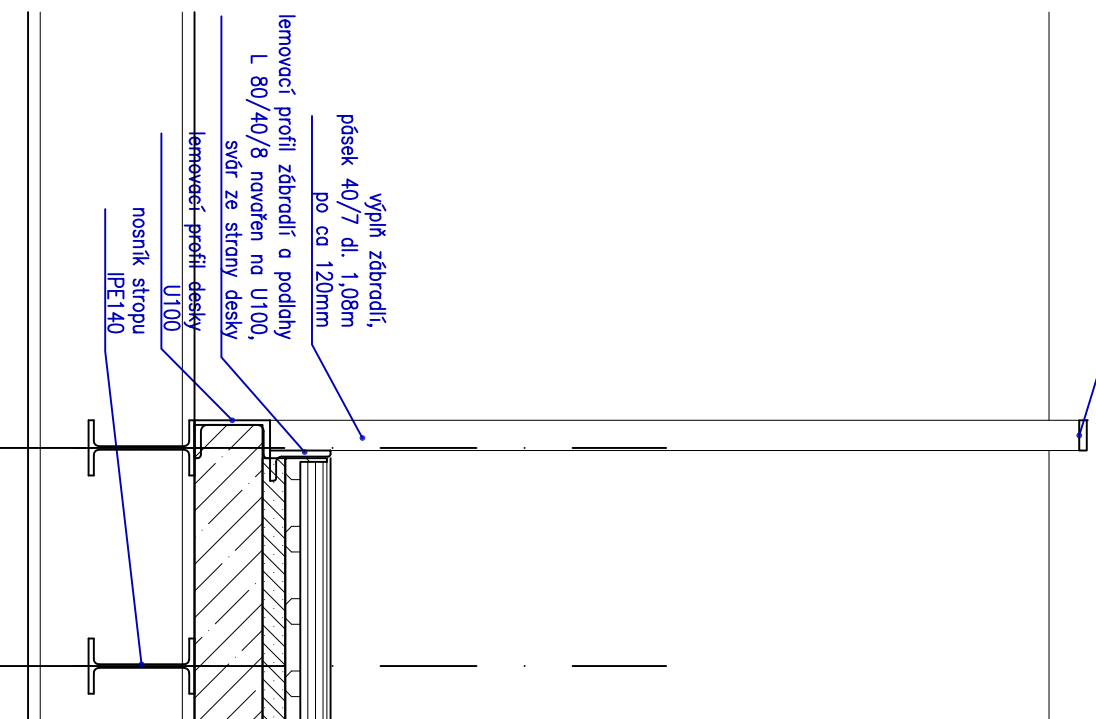 výplň zábradlí,
pásek 40/7 dl. 1,08m
po ca 120mm
lemovací profil zábradlí a podlahy
L 80/40/8 navařen na U100,
svár ze strany desky
lemovací profil desky
U100
nosník stropu
IPE140